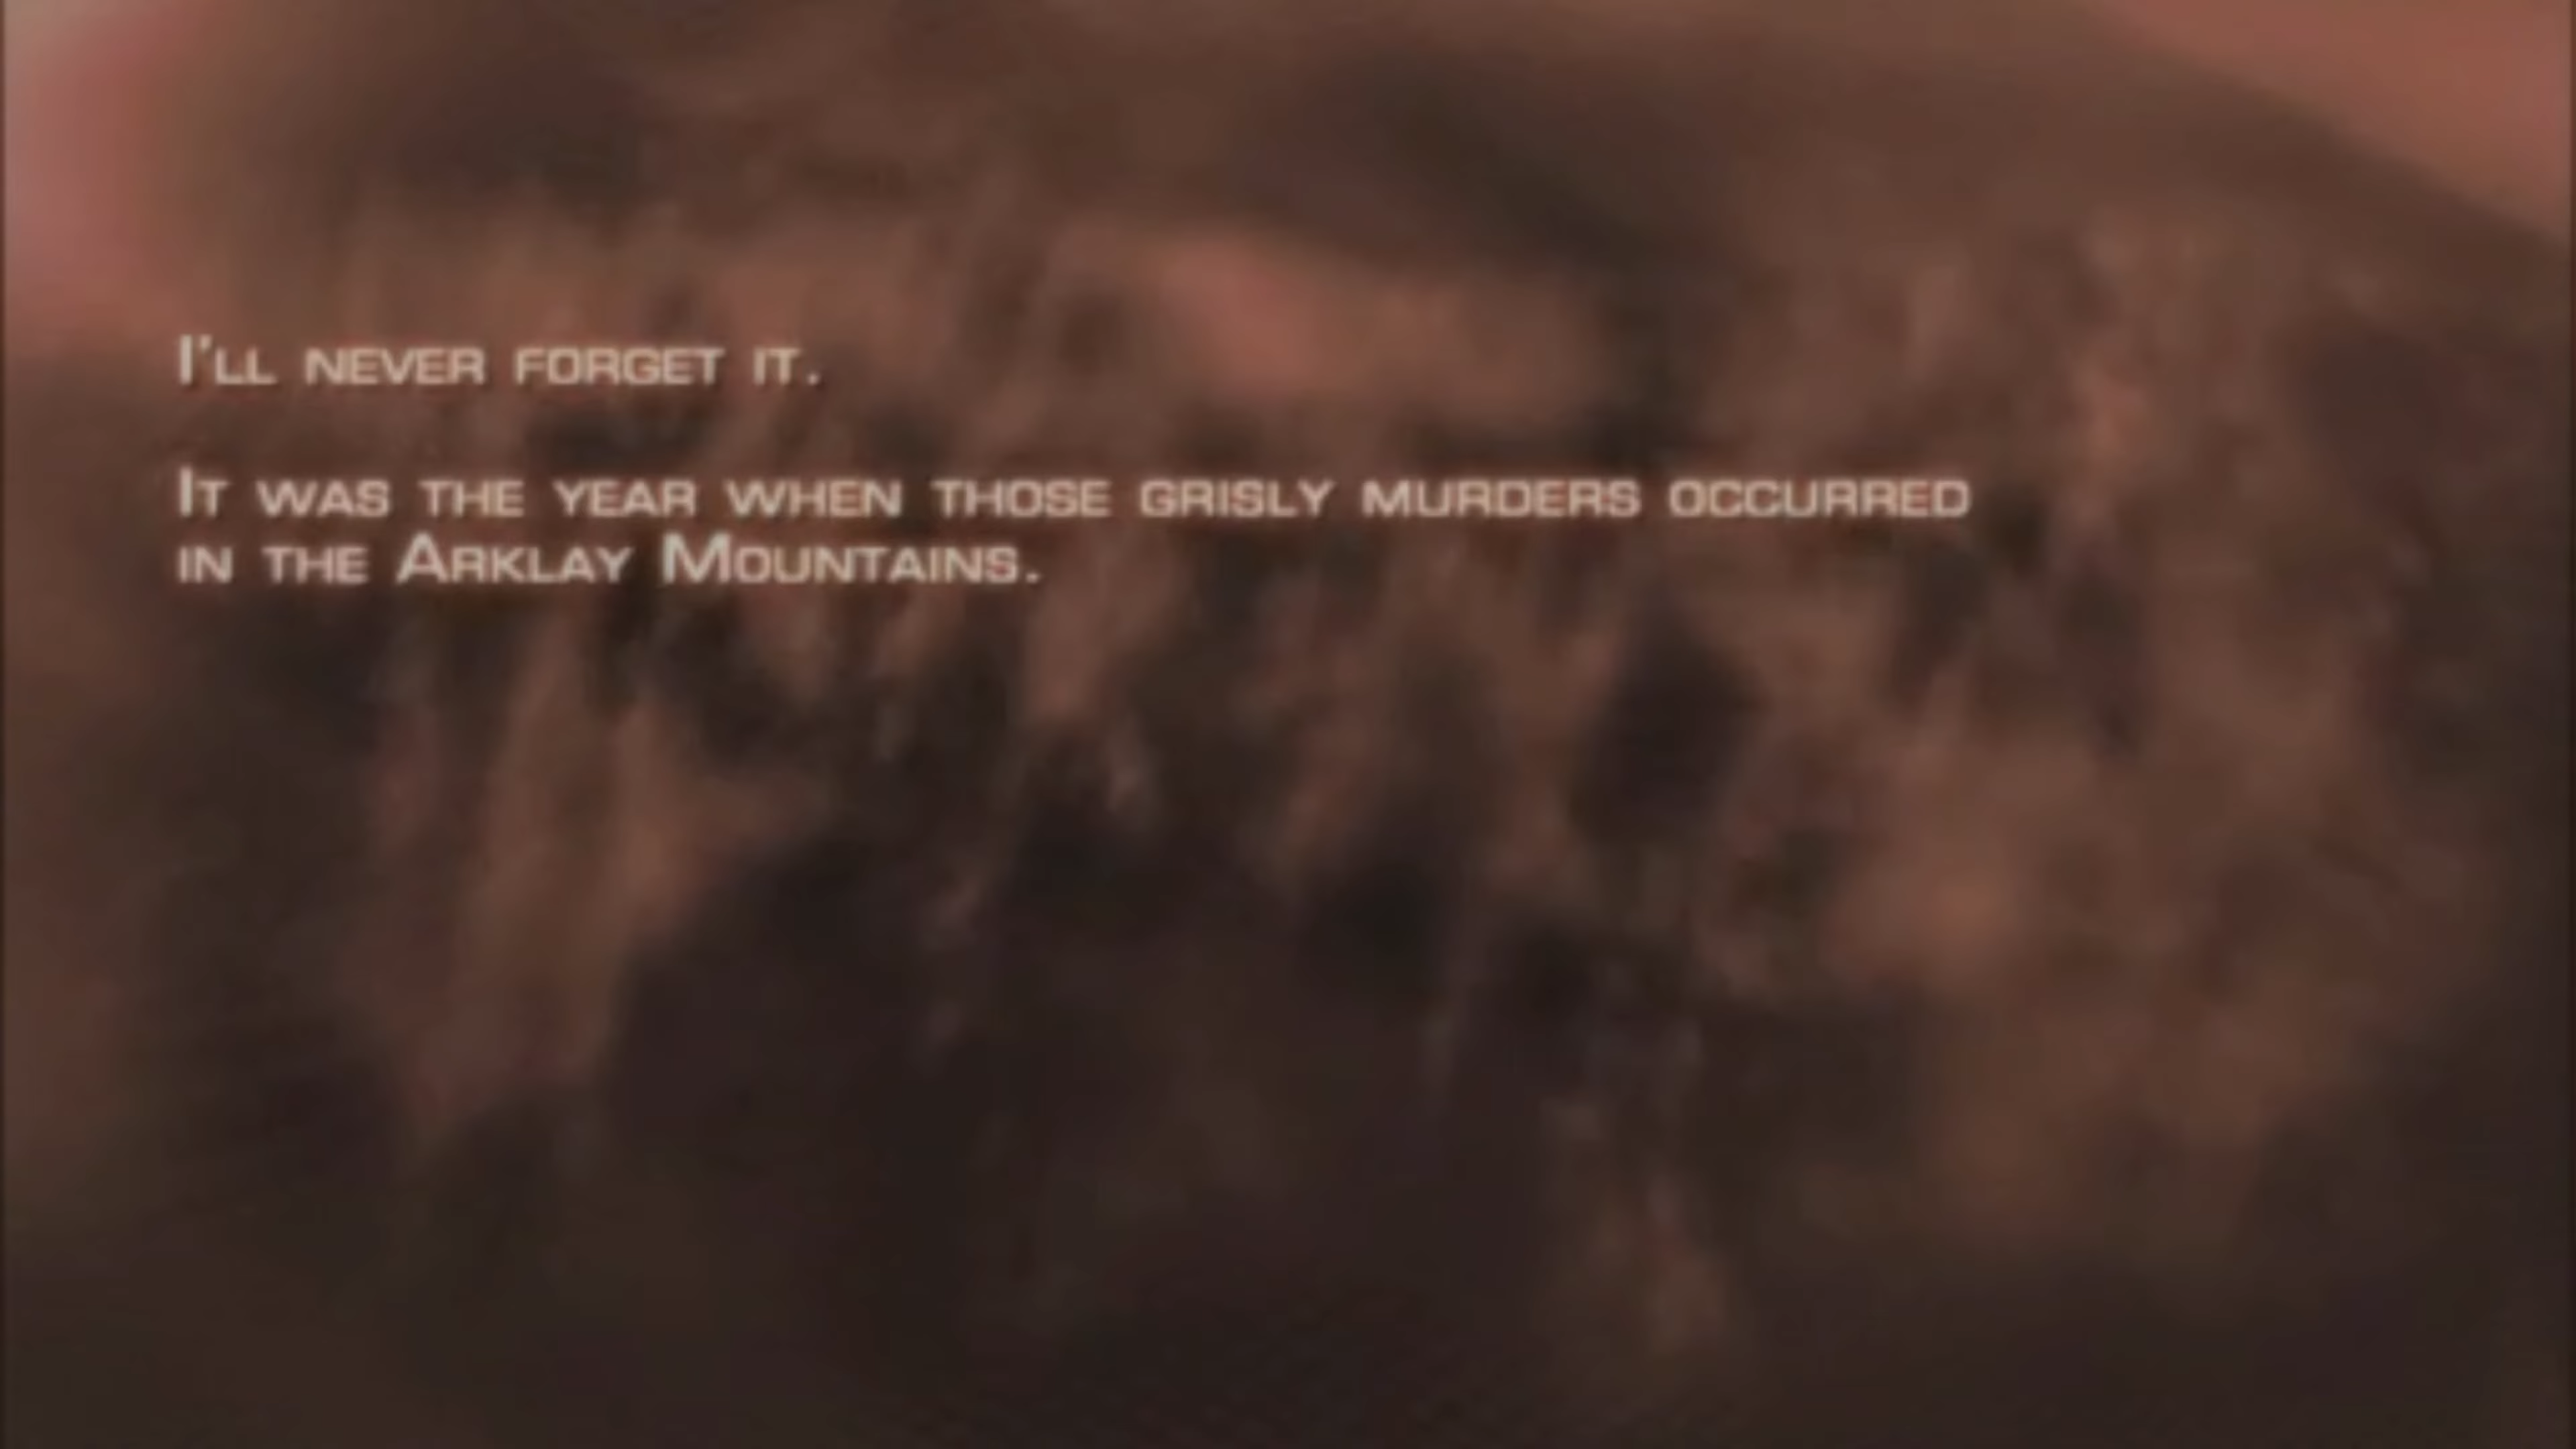 I'll never forget it.
It was the year when those grisly murders occurred
in the Arklay Mountains.